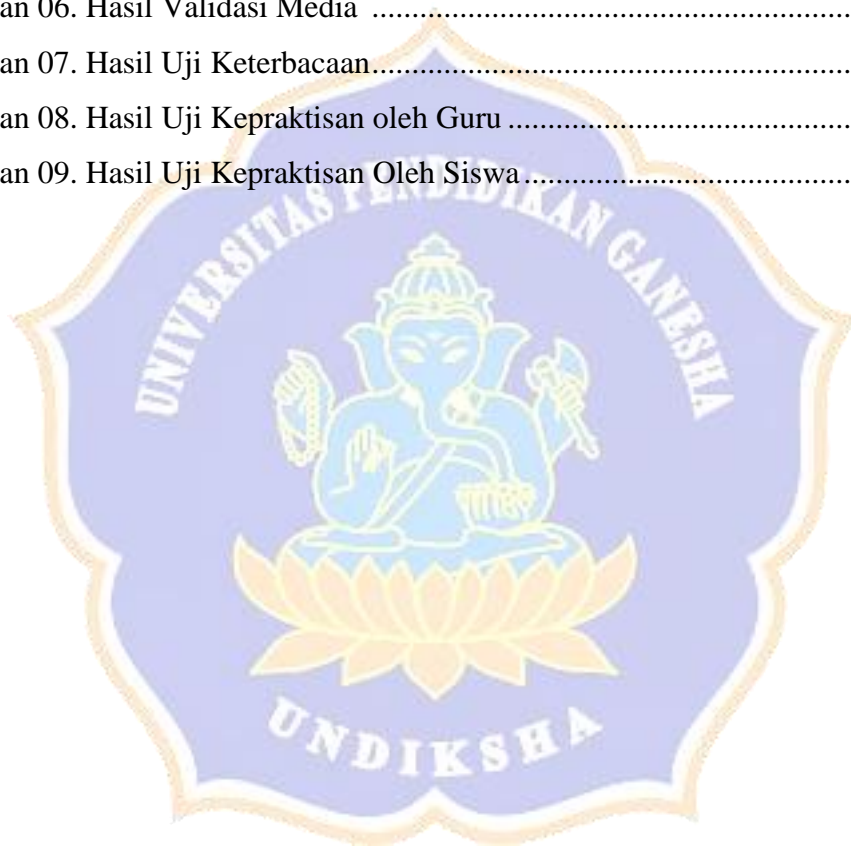 an 06. Hasil Validasi Media ........................................................................
an 07. Hasil Uji Keterbacaan........................................................................
an 08. Hasil Uji Kepraktisan oleh Guru ........................................................
an 09. Hasil Uji Kepraktisan Oleh Siswa......................................................
UNIVERSITAS PENDIDIKAN GANESHA
UNDIKSHA